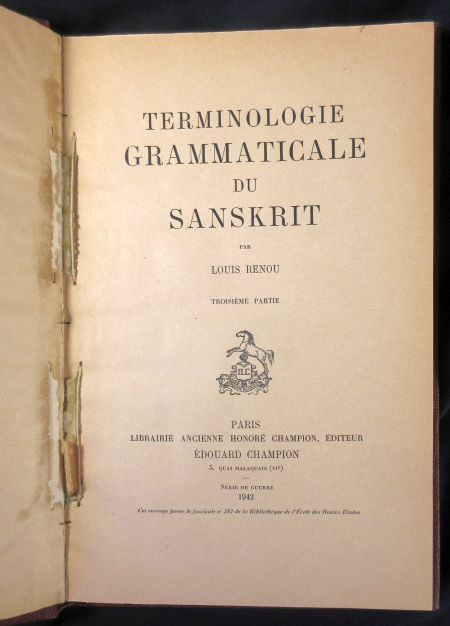 TERMINOLOGIE
GRAMMATICALE
DU
SANSKRIT
PAR
LOUIS RENOU
TROISIÈME PARTIE
H.C
PARIS
LIBRAIRIE ANCIENNE HONORÉ CHAMPION, ÉDITEUR
ÉDOUARD CHAMPION
5, QUAI MALAQUAIS (VIᵉ)
SÉRIE DE GUERRE
1942
Cet ouvrage forme le fascicule nº 282 de la Bibliothèque de l'École des Hautes Études